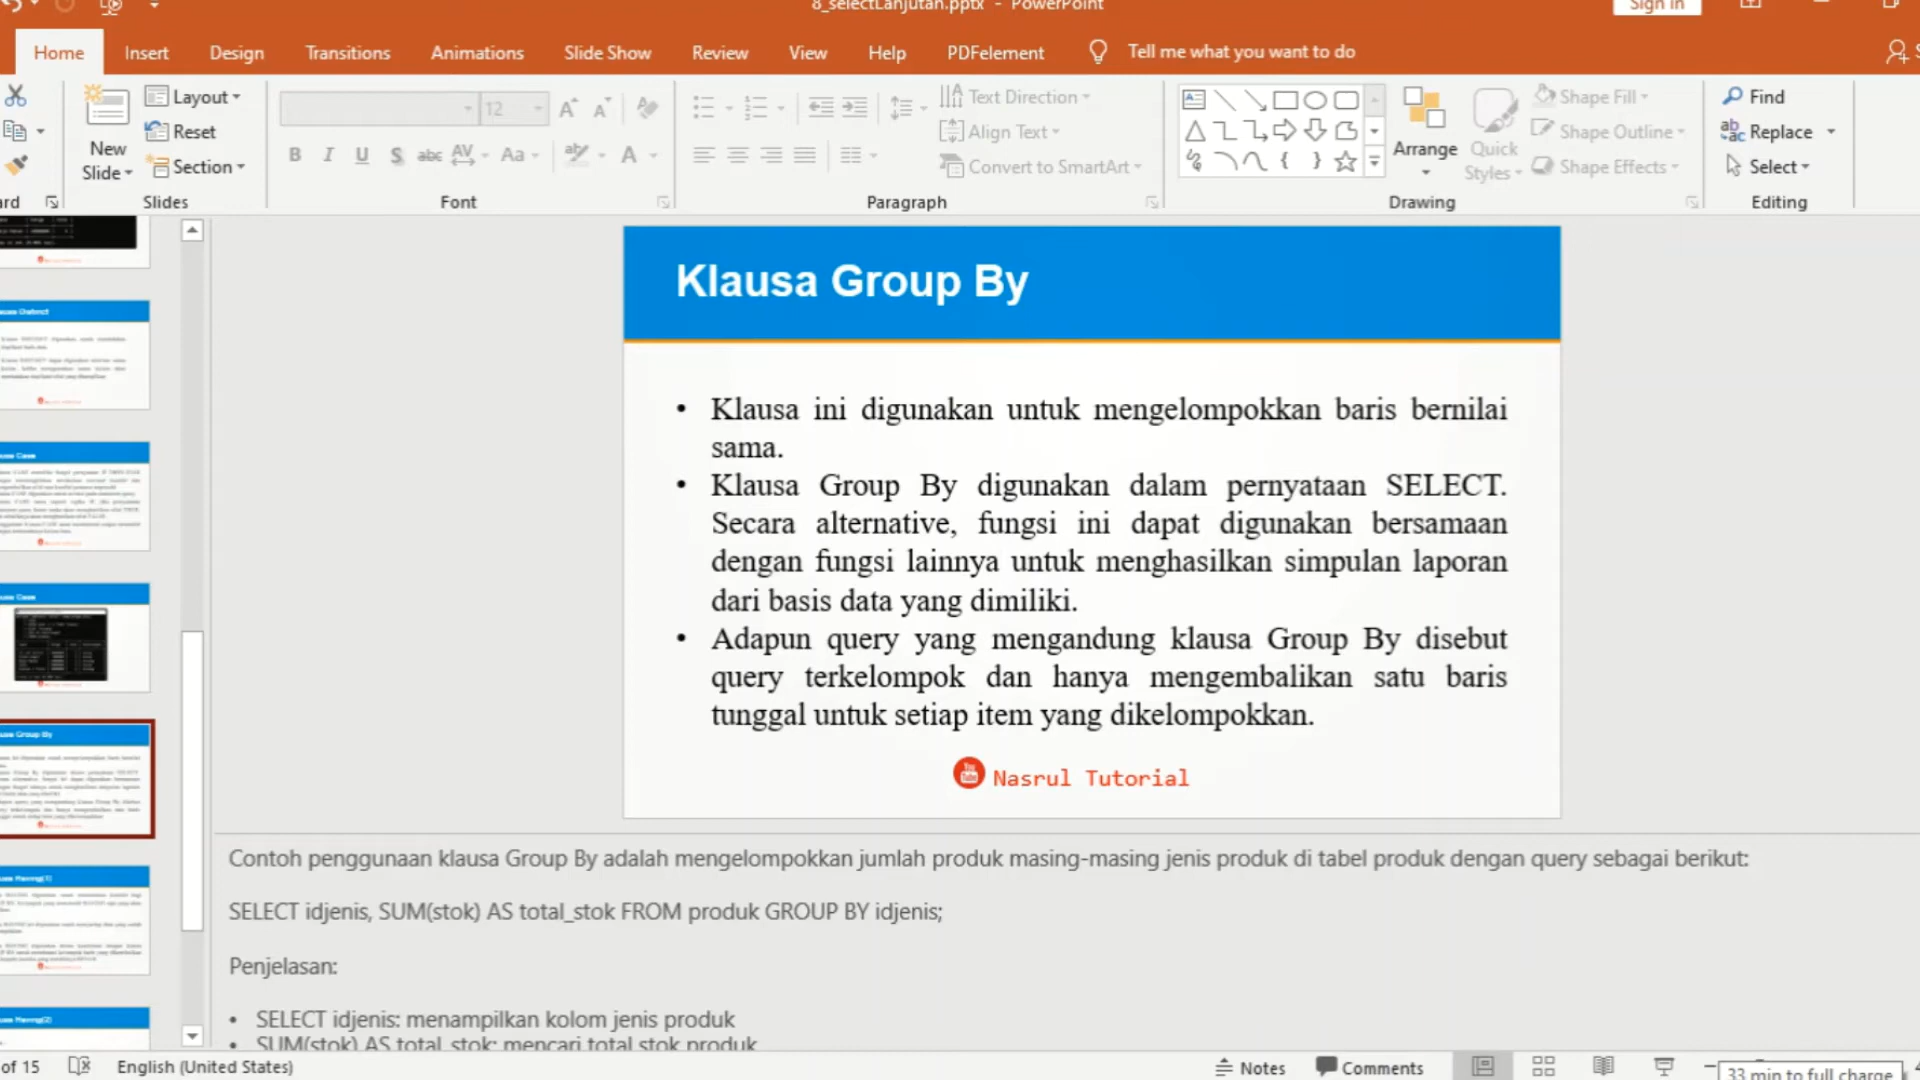 8_selectLanjutan.pptx - PowerPoint
Sign in
Home Insert Design Transitions Animations Slide Show Review View Help PDFelement Tell me what you want to do
New Slide
Layout
Reset
Section
Slides
12
B I U S abc AV Aa A
Font
Text Direction
Align Text
Convert to SmartArt
Paragraph
Arrange
Quick Styles
Shape Fill
Shape Outline
Shape Effects
Drawing
Find
Replace
Select
Editing
Klausa Group By
• Klausa ini digunakan untuk mengelompokkan baris bernilai
sama.
• Klausa Group By digunakan dalam pernyataan SELECT.
Secara alternative, fungsi ini dapat digunakan bersamaan
dengan fungsi lainnya untuk menghasilkan simpulan laporan
dari basis data yang dimiliki.
• Adapun query yang mengandung klausa Group By disebut
query terkelompok dan hanya mengembalikan satu baris
tunggal untuk setiap item yang dikelompokkan.
Nasrul Tutorial
Contoh penggunaan klausa Group By adalah mengelompokkan jumlah produk masing-masing jenis produk di tabel produk dengan query sebagai berikut:
SELECT idjenis, SUM(stok) AS total_stok FROM produk GROUP BY idjenis;
Penjelasan:
• SELECT idjenis: menampilkan kolom jenis produk
• SUM(stok) AS total_stok: mencari total stok produk
of 15 English (United States)
Notes Comments
33 min to full charge